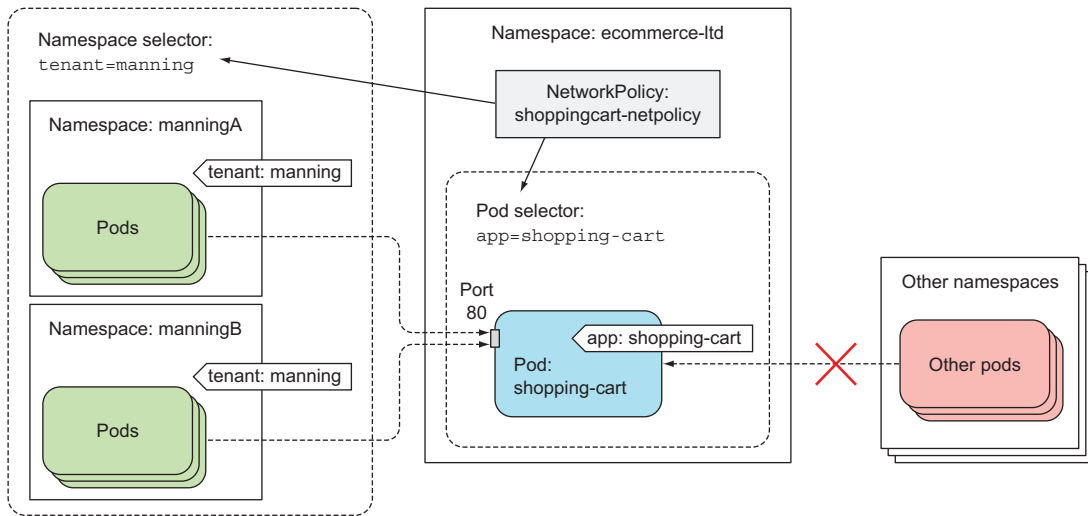 Namespace selector:
tenant=manning
Namespace: manningA
tenant: manning
Pods
Namespace: manningB
tenant: manning
Pods
Namespace: ecommerce-ltd
NetworkPolicy:
shoppingcart-netpolicy
Pod selector:
app=shopping-cart
Port
80
app: shopping-cart
Pod:
shopping-cart
Other namespaces
Other pods